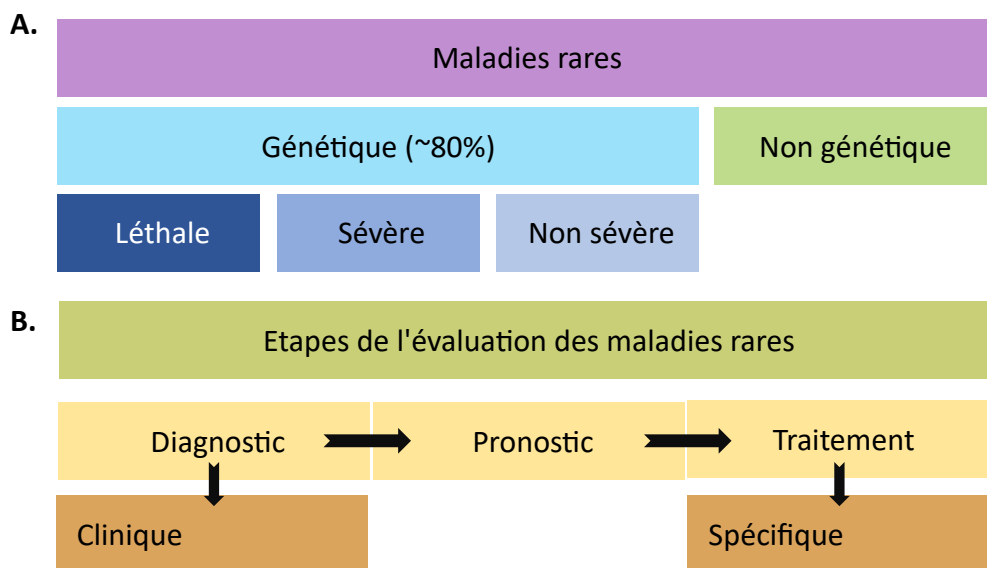 A.
Maladies rares
Génétique (~80%)
Non génétique
Léthale
Sévère
Non sévère
B.
Etapes de l'évaluation des maladies rares
Diagnostic
Pronostic
Traitement
Clinique
Spécifique